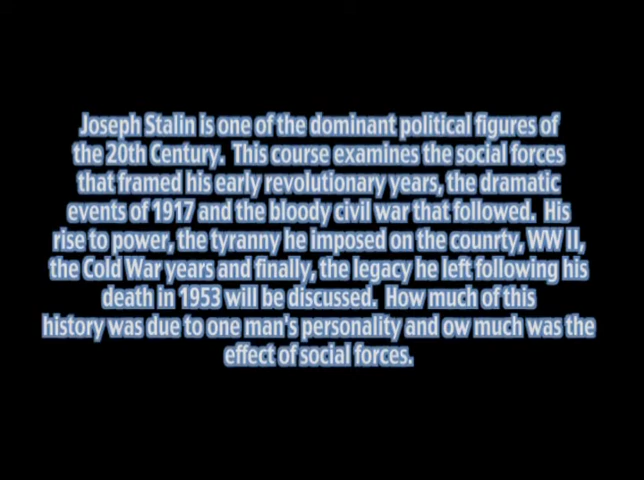 Joseph Stalin is one of the dominant political figures of
the 20th Century. This course examines the social forces
that framed his early revolutionary years, the dramatic
events of 1917 and the bloody civil war that followed. His
rise to power, the tyranny he imposed on the counrty, WW II,
the Cold War years and finally, the legacy he left following his
death in 1953 will be discussed. How much of this
history was due to one man's personality and ow much was the
effect of social forces.